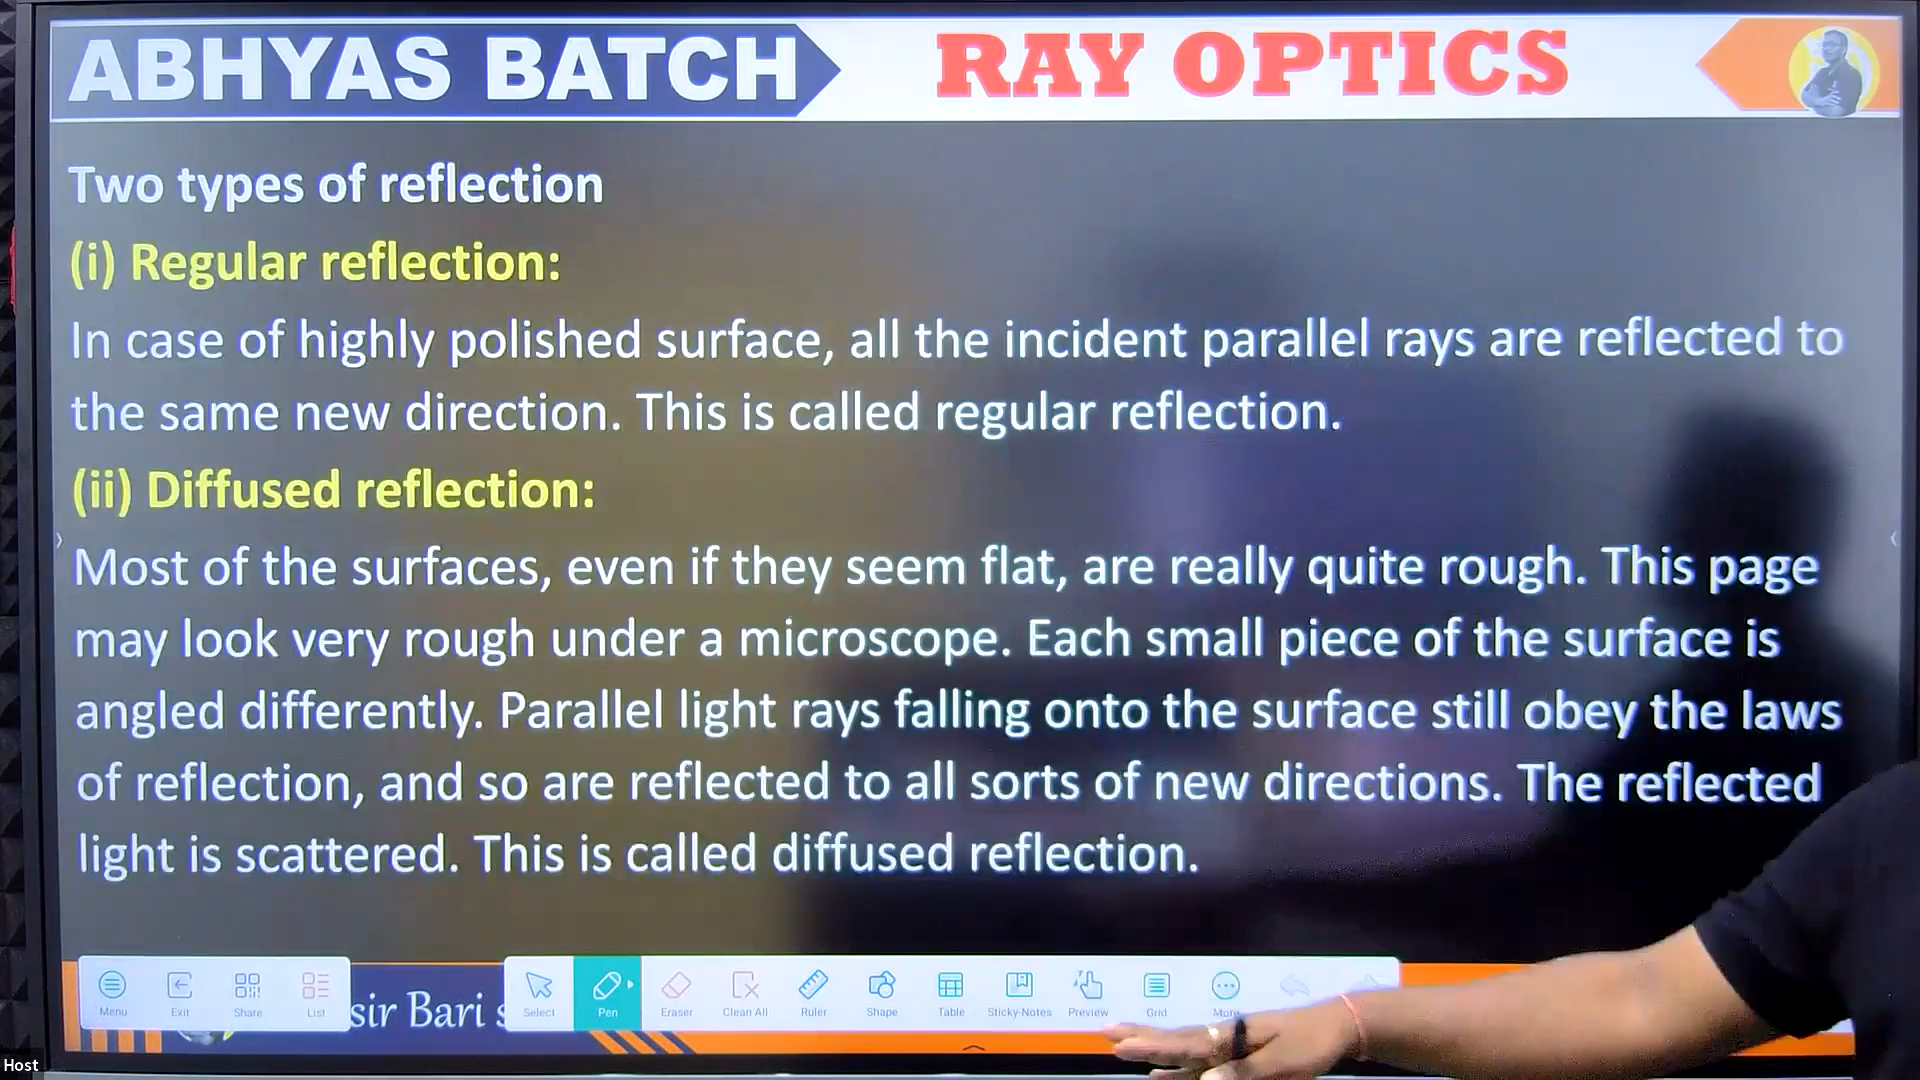 ABHYAS BATCH
RAY OPTICS
Two types of reflection
(i) Regular reflection:
In case of highly polished surface, all the incident parallel rays are reflected to
the same new direction. This is called regular reflection.
(ii) Diffused reflection:
Most of the surfaces, even if they seem flat, are really quite rough. This page
may look very rough under a microscope. Each small piece of the surface is
angled differently. Parallel light rays falling onto the surface still obey the laws
of reflection, and so are reflected to all sorts of new directions. The reflected
light is scattered. This is called diffused reflection.
Menu Exit Share List
sir Bari s
Select Pen Eraser Clean All Ruler Shape Table Sticky-Notes Preview Grid More
Host